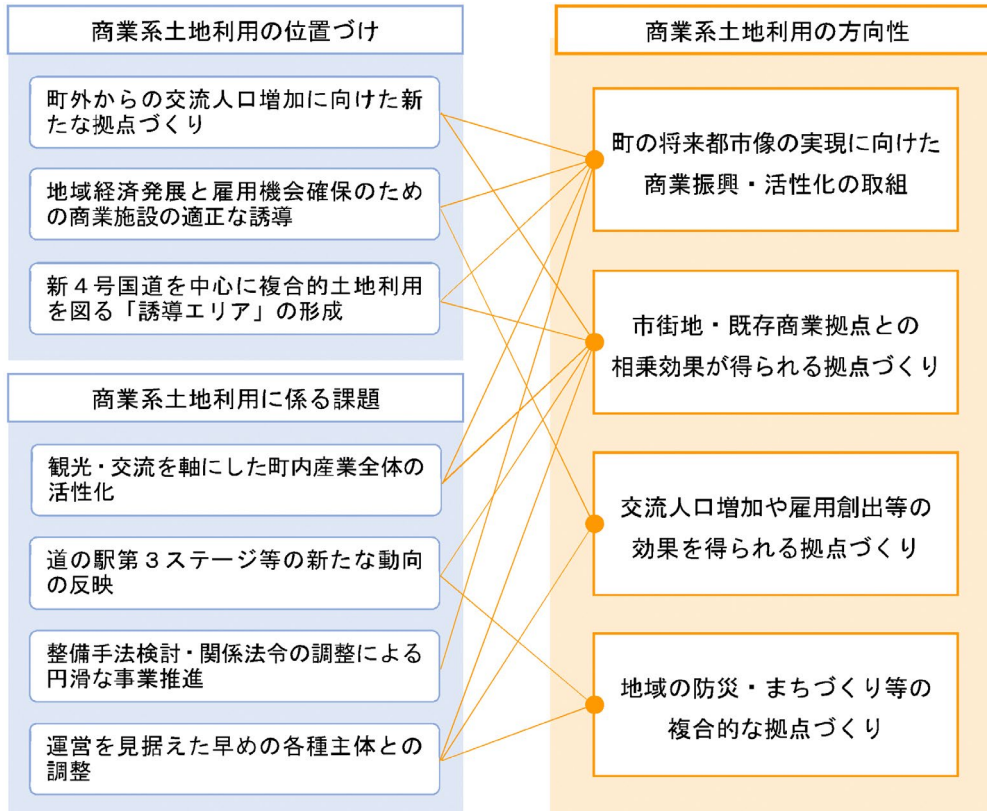 商業系土地利用の位置づけ
町外からの交流人口増加に向けた新
たな拠点づくり
地域経済発展と雇用機会確保のため
の商業施設の適正な誘導
新４号国道を中心に複合的土地利用
を図る「誘導エリア」の形成
商業系土地利用に係る課題
観光・交流を軸にした町内産業全体の
活性化
道の駅第３ステージ等の新たな動向
の反映
整備手法検討・関係法令の調整による
円滑な事業推進
運営を見据えた早めの各種主体との
調整
商業系土地利用の方向性
町の将来都市像の実現に向けた
商業振興・活性化の取組
市街地・既存商業拠点との
相乗効果が得られる拠点づくり
交流人口増加や雇用創出等の
効果を得られる拠点づくり
地域の防災・まちづくり等の
複合的な拠点づくり